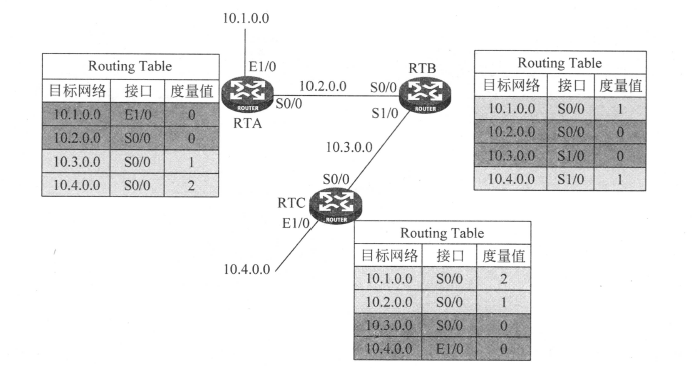 10.1.0.0
Routing Table
目标网络 接口 度量值
10.1.0.0 E1/0 0
10.2.0.0 S0/0 0
10.3.0.0 S0/0 1
10.4.0.0 S0/0 2
E1/0
ROUTER
S0/0
RTA
10.2.0.0
RTB
S0/0
ROUTER
S1/0
Routing Table
目标网络 接口 度量值
10.1.0.0 S0/0 1
10.2.0.0 S0/0 0
10.3.0.0 S1/0 0
10.4.0.0 S1/0 1
10.3.0.0
S0/0
RTC
ROUTER
E1/0
10.4.0.0
Routing Table
目标网络 接口 度量值
10.1.0.0 S0/0 2
10.2.0.0 S0/0 1
10.3.0.0 S0/0 0
10.4.0.0 E1/0 0